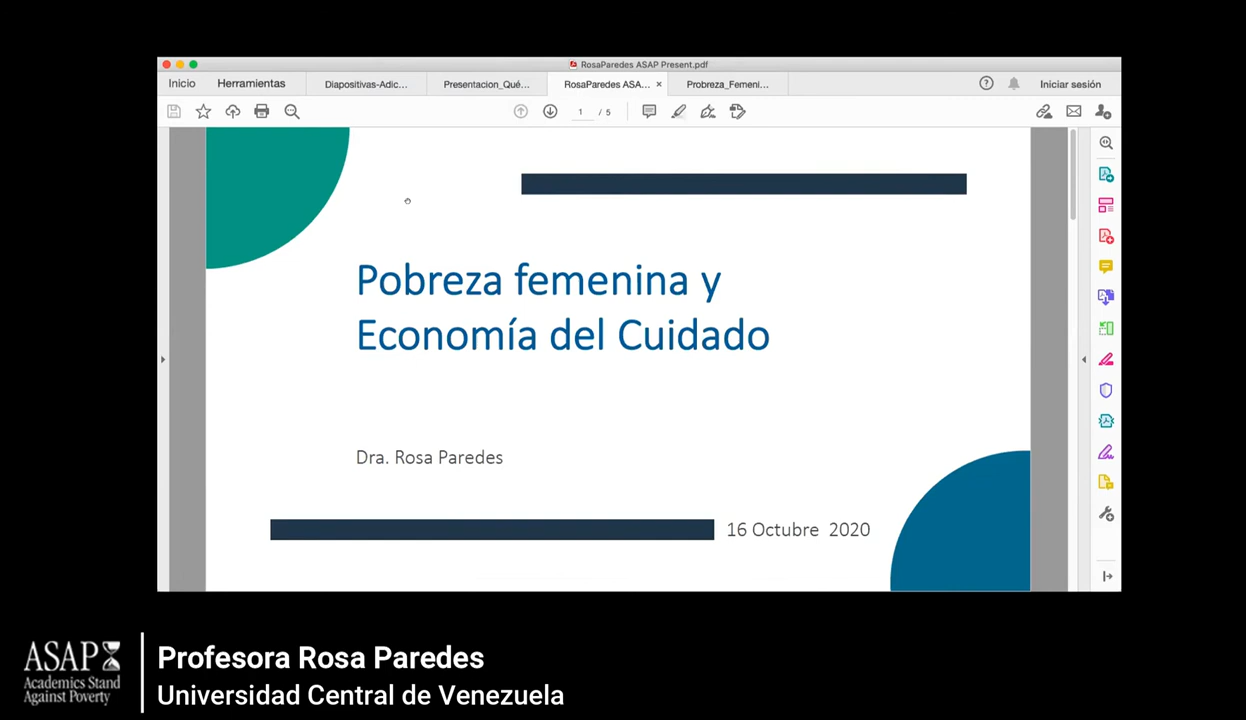 RosaParedes ASAP Present.pdf
Inicio
Herramientas
Diapositivas-Adic...
Presentacion_Qué...
RosaParedes ASA...
×
Probreza_Femeni...
Iniciar sesión
1 / 5
Pobreza femenina y
Economía del Cuidado
Dra. Rosa Paredes
16 Octubre 2020
ASAP
Academics Stand
Against Poverty
Profesora Rosa Paredes
Universidad Central de Venezuela